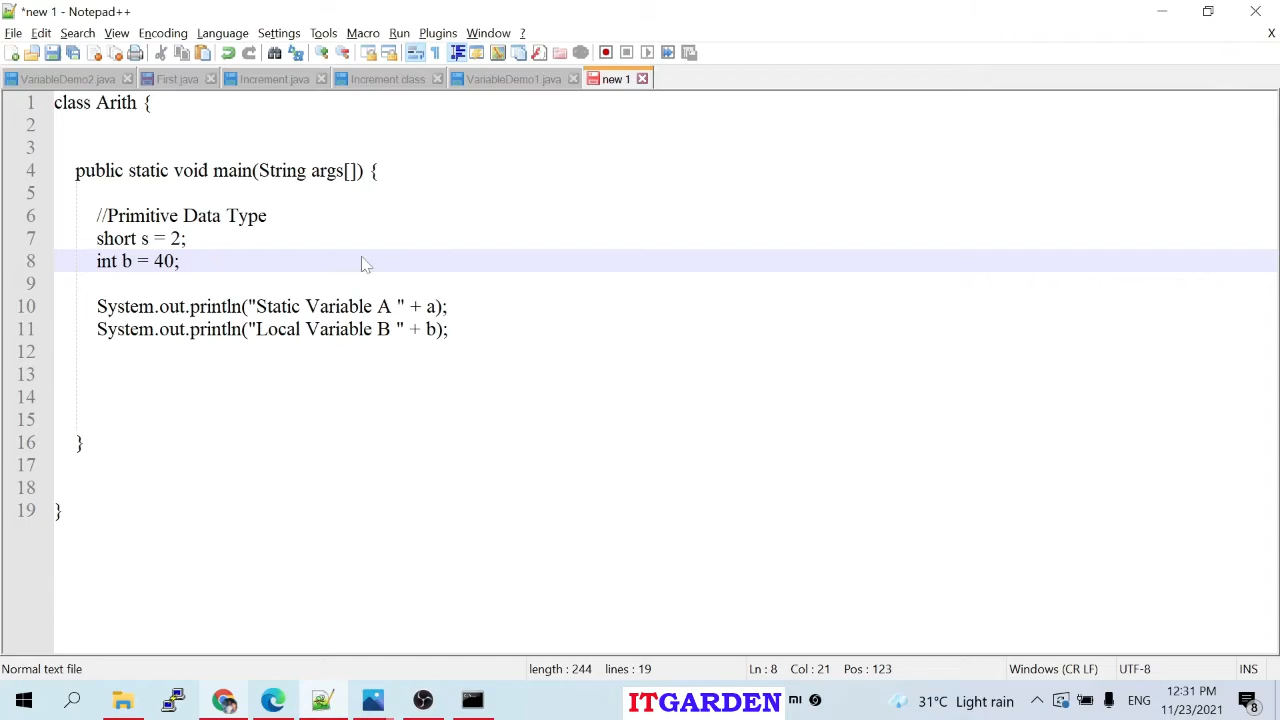 *new 1 - Notepad++
File Edit Search View Encoding Language Settings Tools Macro Run Plugins Window ? X
VariableDemo2.java First.java Increment.java Increment class VariableDemo1.java new 1
1 class Arith {
2
3
4 public static void main(String args[]) {
5
6 //Primitive Data Type
7 short s = 2;
8 int b = 40;
9
10 System.out.println("Static Variable A " + a);
11 System.out.println("Local Variable B " + b);
12
13
14
15
16 }
17
18
19 }
Normal text file length : 244 lines : 19 Ln : 8 Col : 21 Pos : 123 Windows (CR LF) UTF-8 INS
ITGARDEN 31°C Light rain ENG 12:31 PM
11/23/2021 8